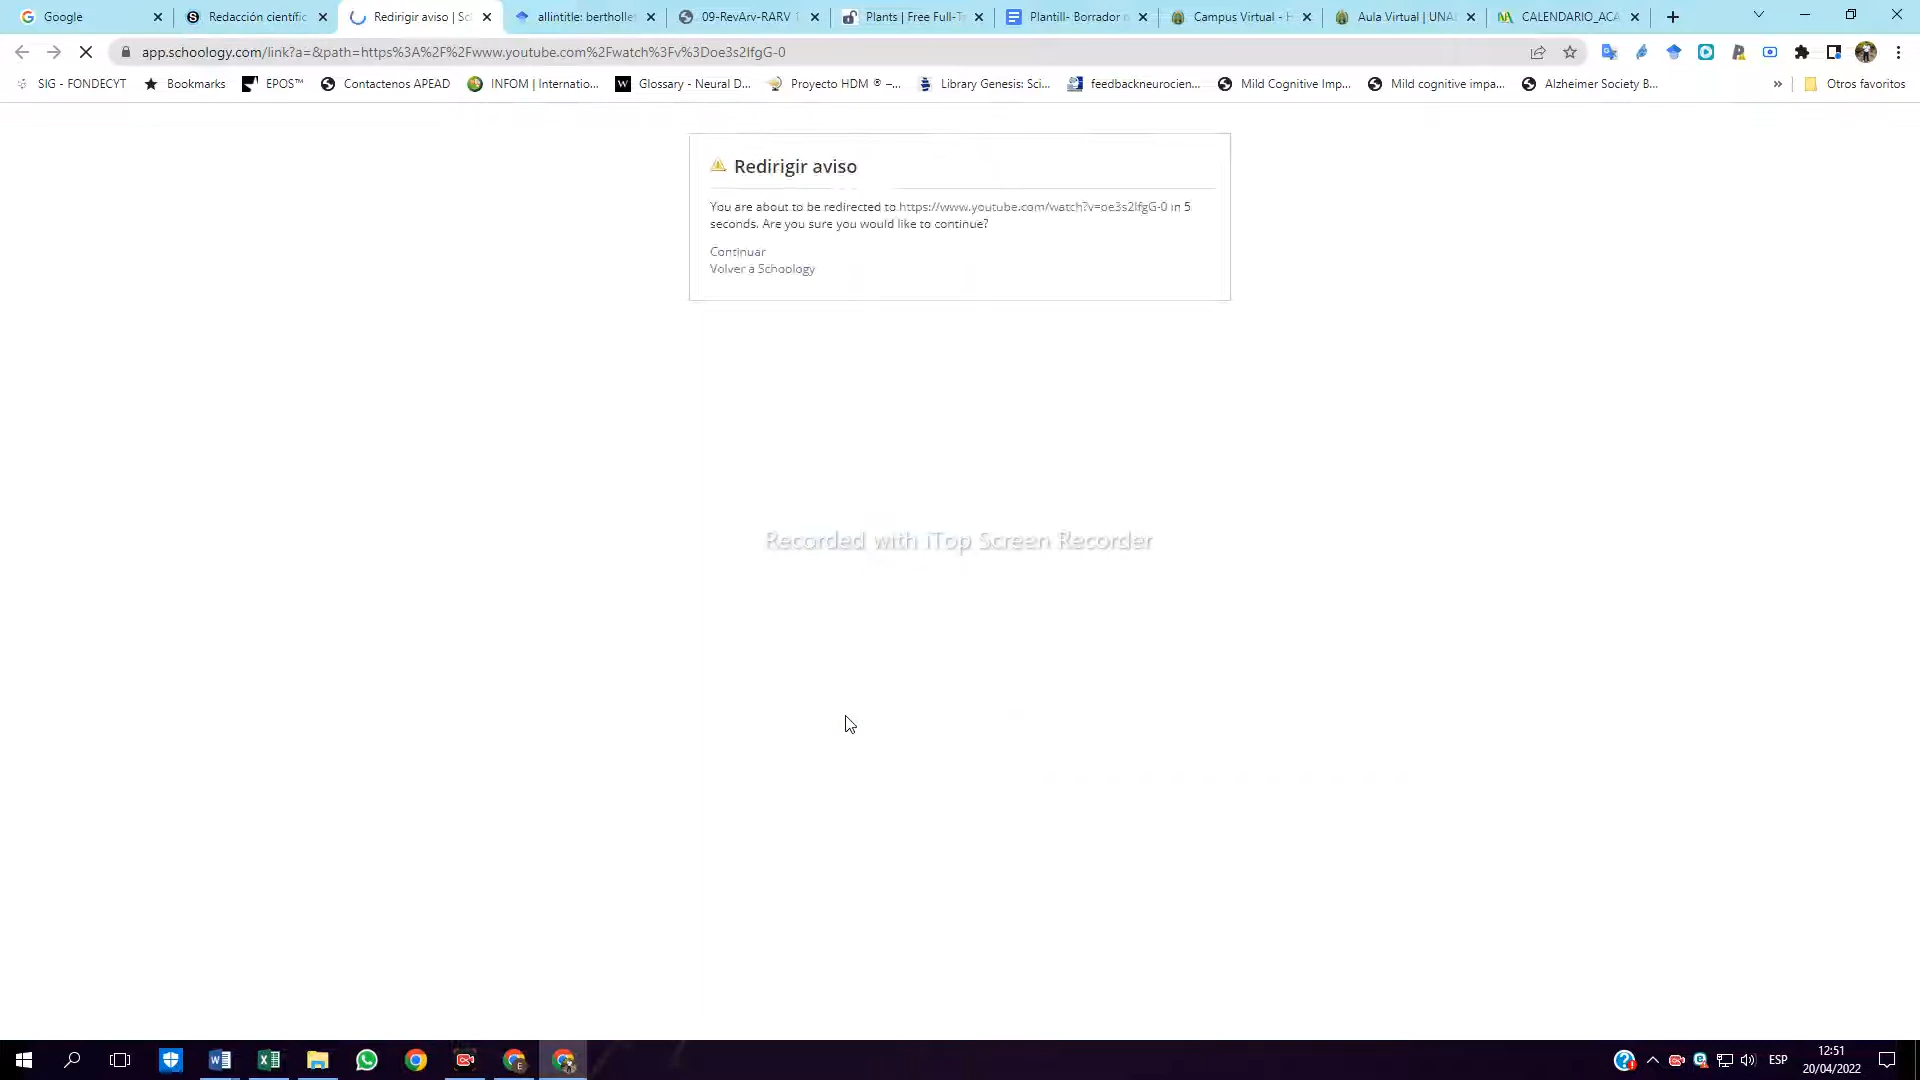 Google
Redacción científic
Redirigir aviso | Sc
allintitle: berthollet
09-RevArv-RARV
Plants | Free Full-Te
Plantill- Borrador
Campus Virtual -
Aula Virtual | UNA
CALENDARIO_ACA
app.schoology.com/link?a=&path=https%3A%2F%2Fwww.youtube.com%2Fwatch%3Fv%3Doe3s2IfgG-0
SIG - FONDECYT
Bookmarks
EPOS™
Contactenos APEAD
INFOM | Internatio...
Glossary - Neural D...
Proyecto HDM ® –...
Library Genesis: Sci...
feedbackneurocien...
Mild Cognitive Imp...
Mild cognitive impa...
Alzheimer Society B...
»
Otros favoritos
Redirigir aviso
You are about to be redirected to https://www.youtube.com/watch?v=oe3s2IfgG-0 in 5
seconds. Are you sure you would like to continue?
Continuar
Volver a Schoology
Recorded with iTop Screen Recorder
ESP
12:51
20/04/2022